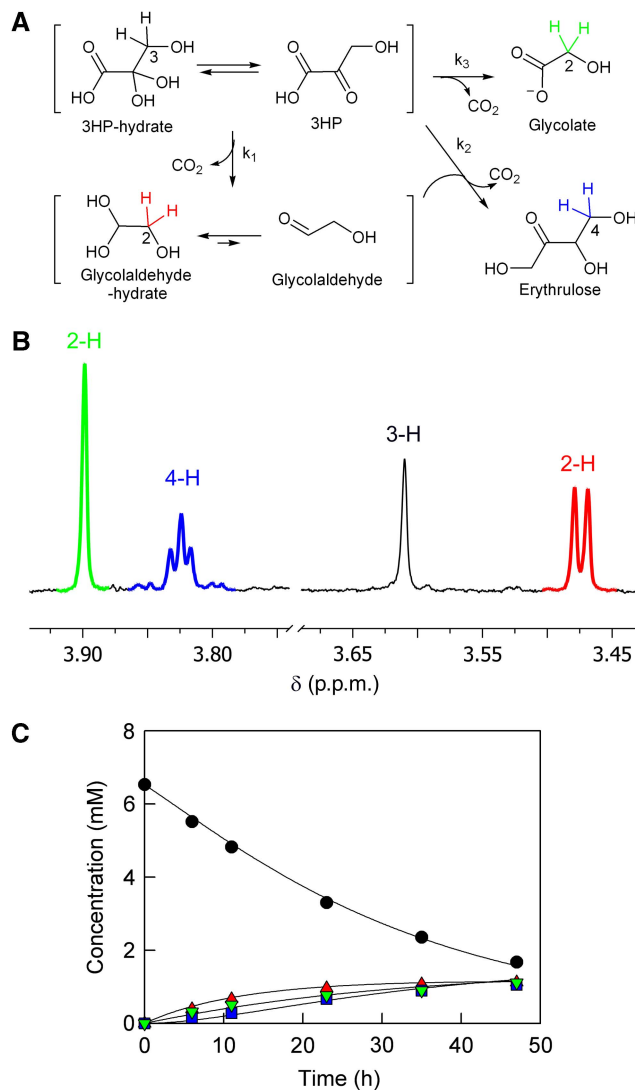 A
H
H OH
3
O
HO
OH
OH
3HP-hydrate
OH
O
HO
O
3HP
k3
CO2
H H
2
OH
O
O−
Glycolate
CO2
k1
k2
CO2
HO
H
H
2
HO
OH
Glycolaldehyde
-hydrate
O
OH
Glycolaldehyde
H
H
O
4
OH
HO
OH
Erythrulose
B
2-H
4-H
3-H
2-H
3.90
3.80
3.65
3.55
3.45
δ (p.p.m.)
C
Concentration (mM)
8
6
4
2
0
0
10
20
30
40
50
Time (h)